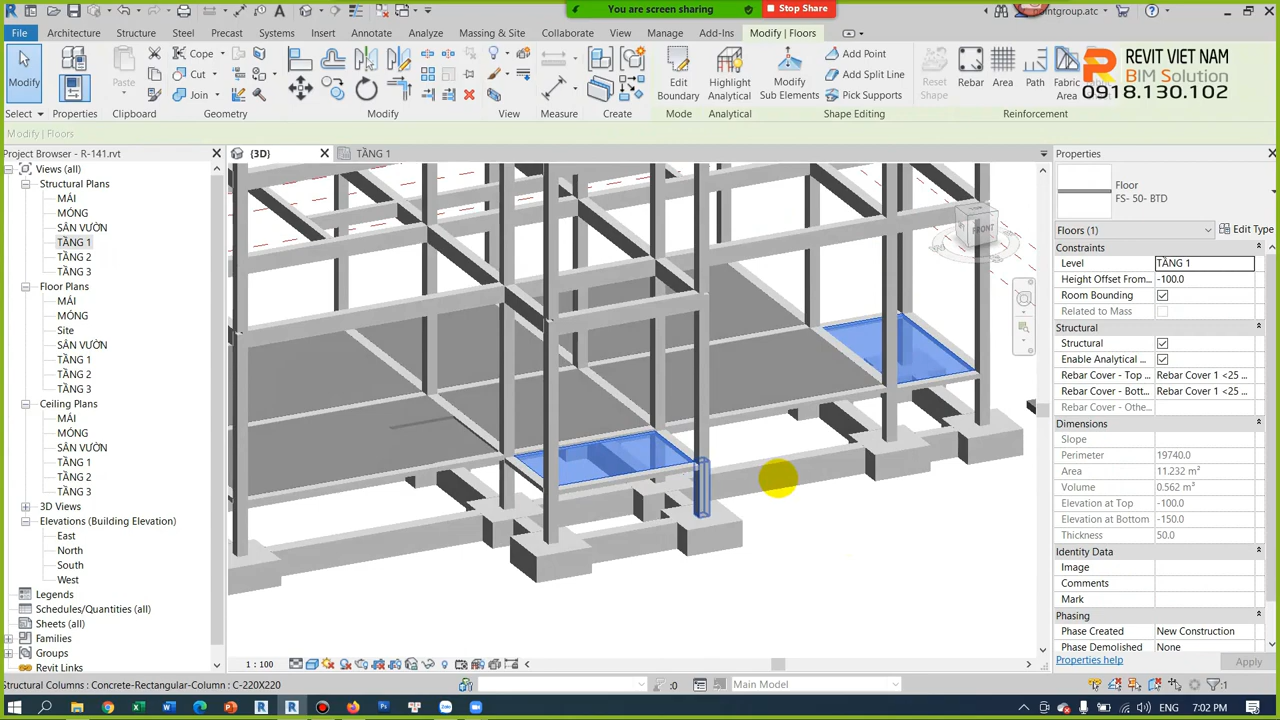 You are screen sharing
Stop Share
pointgroup.atc
File
Architecture
Structure
Steel
Precast
Systems
Insert
Annotate
Analyze
Massing & Site
Collaborate
View
Manage
Add-Ins
Modify | Floors
Modify
Properties
Paste
Cope
Cut
Join
Edit
Boundary
Highlight
Analytical
Modify
Sub Elements
Add Point
Add Split Line
Pick Supports
Reset
Shape
Rebar
Area
Path
Fabric
Area
REVIT VIET NAM
BIM Solution
0918.130.102
Select
Properties
Clipboard
Geometry
Modify
View
Measure
Create
Mode
Analytical
Shape Editing
Reinforcement
Modify | Floors
Project Browser - R-141.rvt
Views (all)
Structural Plans
MÁI
MÓNG
SÂN VƯỜN
TẦNG 1
TẦNG 2
TẦNG 3
Floor Plans
MÁI
MÓNG
Site
SÂN VƯỜN
TẦNG 1
TẦNG 2
TẦNG 3
Ceiling Plans
MÁI
MÓNG
SÂN VƯỜN
TẦNG 1
TẦNG 2
TẦNG 3
3D Views
Elevations (Building Elevation)
East
North
South
West
Legends
Schedules/Quantities (all)
Sheets (all)
Families
Groups
Revit Links
(3D)
TẦNG 1
FRONT
Properties
Floor
FS- 50- BTD
Floors (1)
Edit Type
Constraints
Level
TẦNG 1
Height Offset From...
-100.0
Room Bounding
Related to Mass
Structural
Structural
Enable Analytical ...
Rebar Cover - Top ...
Rebar Cover 1 <25 ...
Rebar Cover - Bott...
Rebar Cover 1 <25 ...
Rebar Cover - Othe...
Dimensions
Slope
Perimeter
19740.0
Area
11.232 m²
Volume
0.562 m³
Elevation at Top
-100.0
Elevation at Bottom
-150.0
Thickness
50.0
Identity Data
Image
Comments
Mark
Phasing
Phase Created
New Construction
Phase Demolished
None
Properties help
Apply
1 : 100
Structural Columns : Concrete-Rectangular-Column : C-220X220
:0
Main Model
:1
ENG
7:02 PM